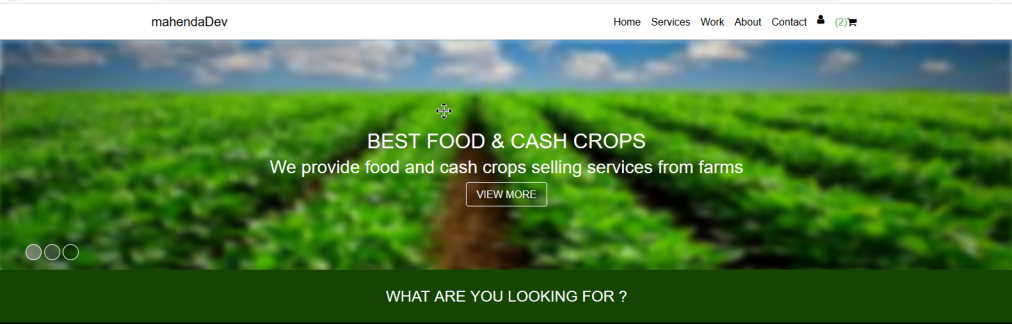 mahendaDev
Home Services Work About Contact (2)
BEST FOOD & CASH CROPS
We provide food and cash crops selling services from farms
VIEW MORE
WHAT ARE YOU LOOKING FOR ?